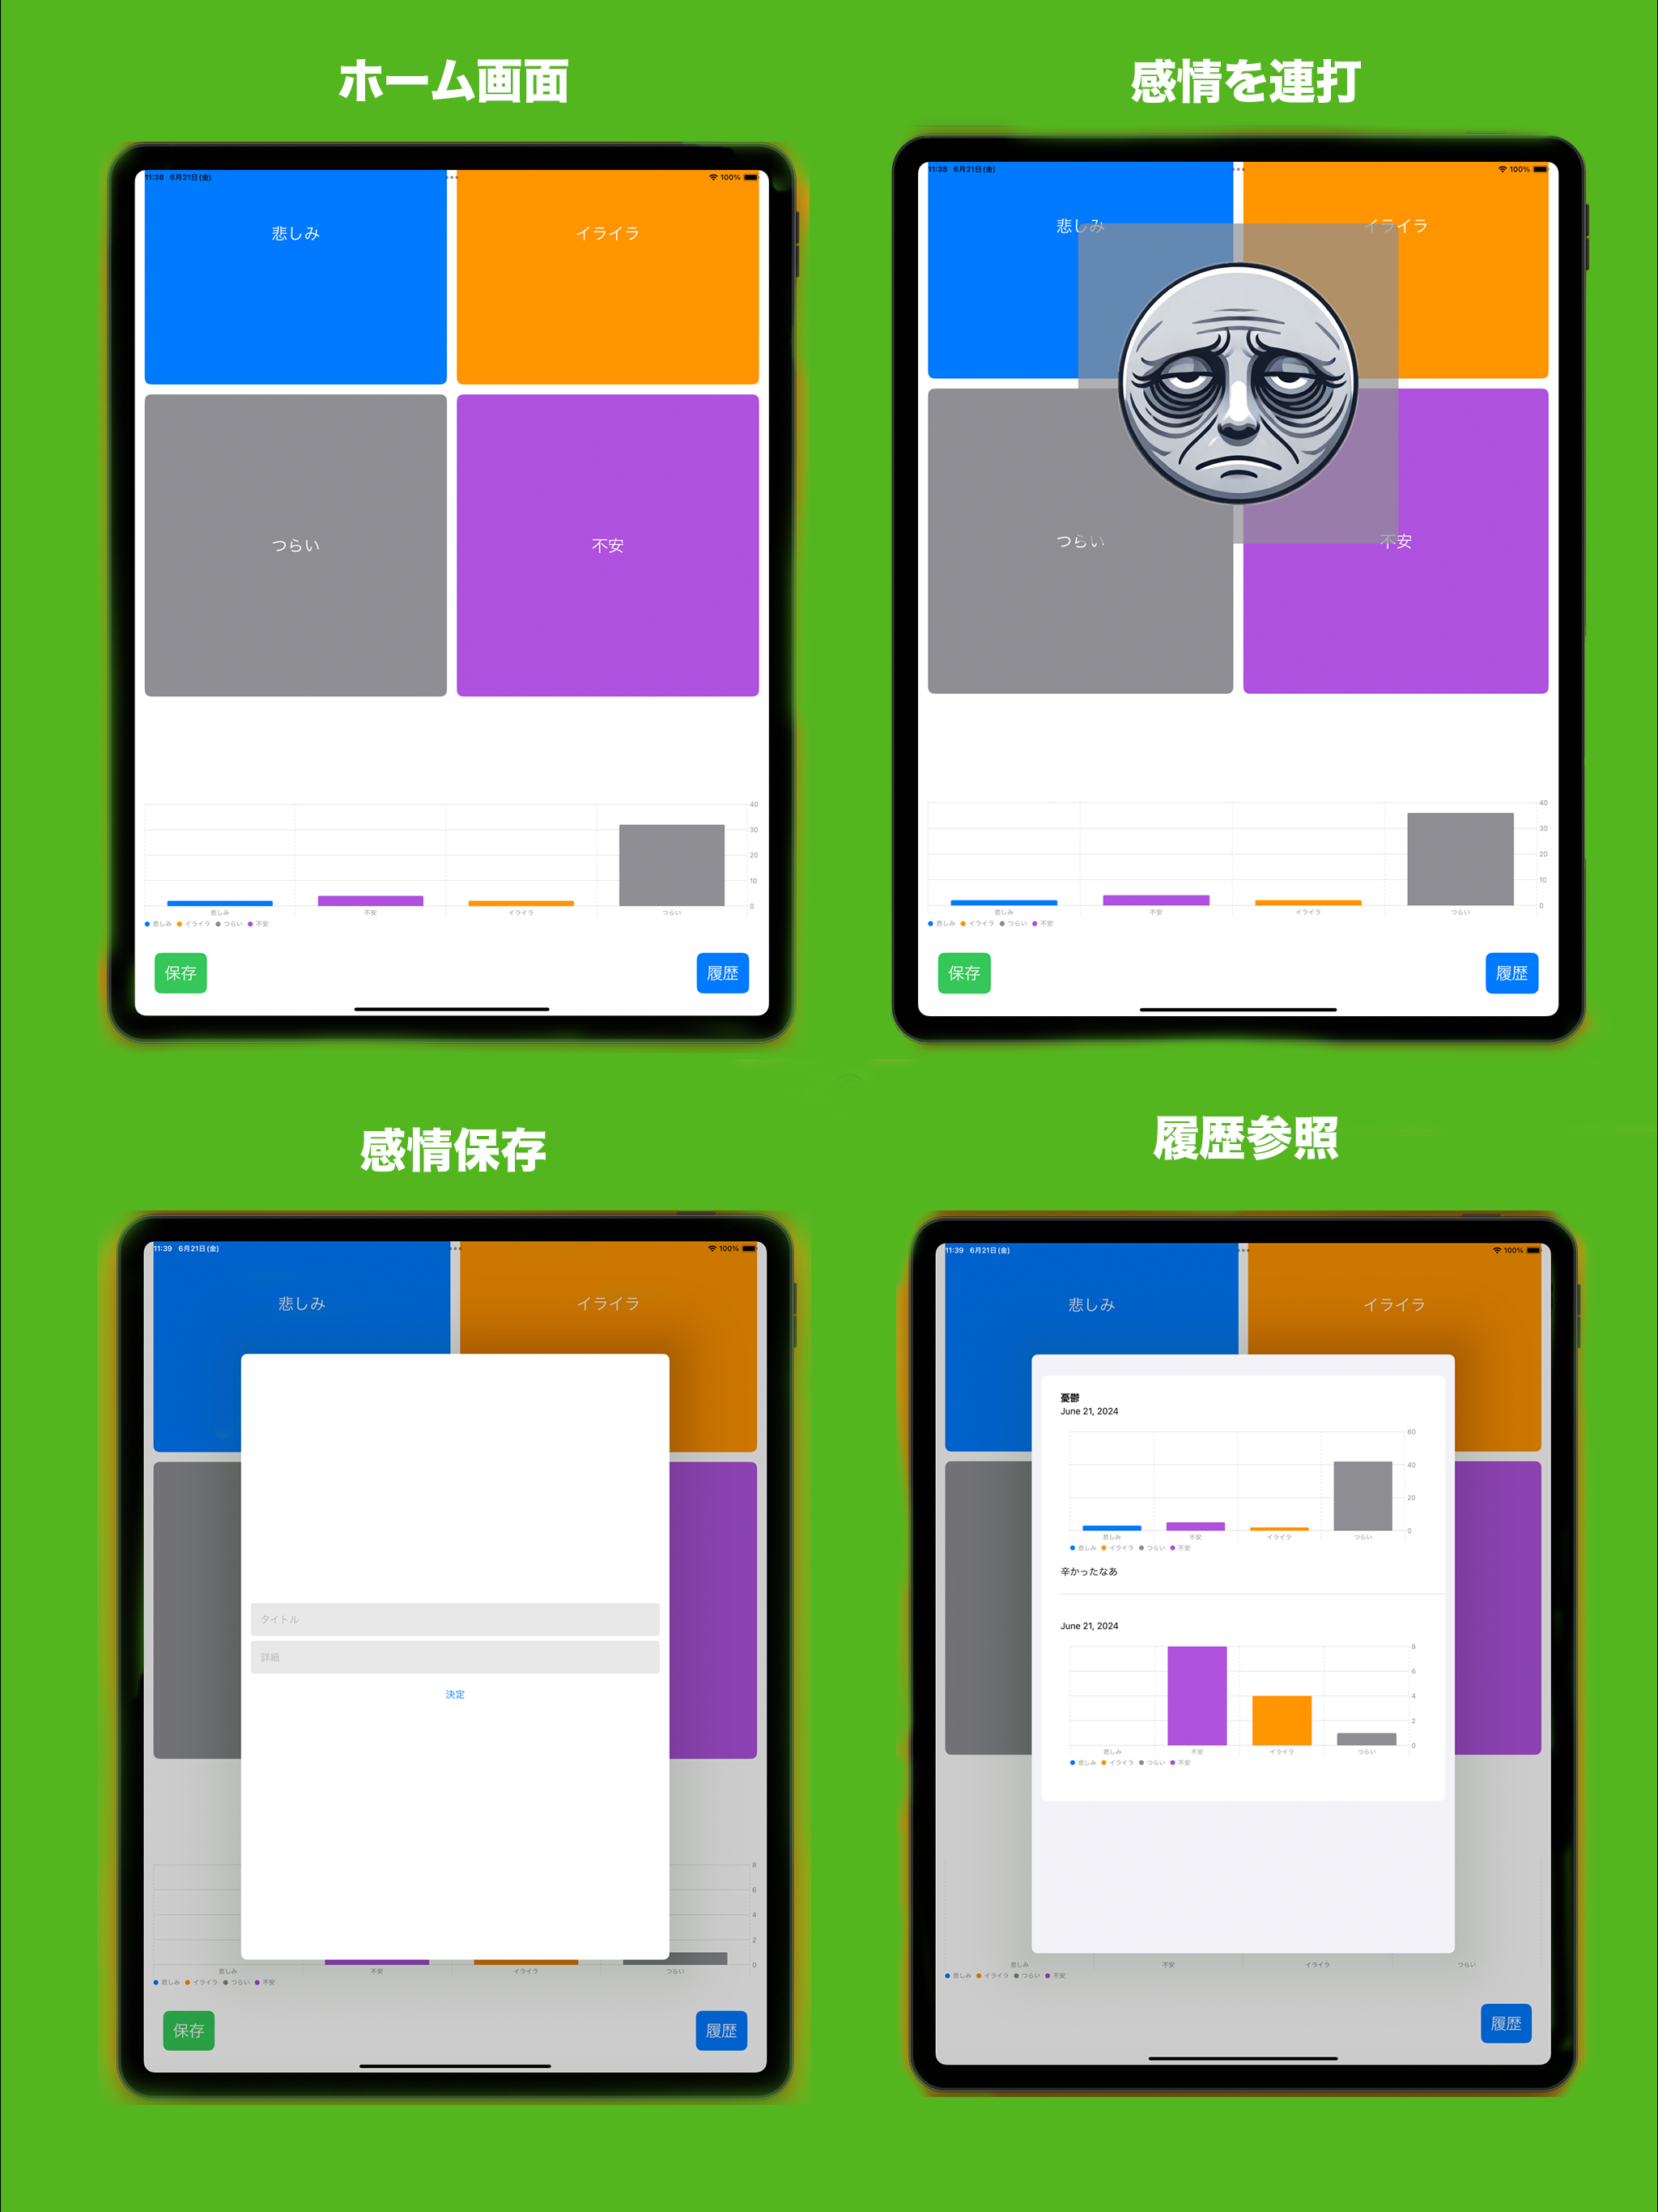 ホーム画面
11:38 6月21日(金)
100%
悲しみ
イライラ
つらい
不安
40
30
20
10
0
悲しみ
不安
イライラ
つらい
悲しみ イライラ つらい 不安
保存
履歴
感情を連打
11:38 6月21日(金)
100%
悲しみ
イライラ
つらい
不安
40
30
20
10
0
悲しみ
不安
イライラ
つらい
悲しみ イライラ つらい 不安
保存
履歴
感情保存
11:39 6月21日(金)
100%
悲しみ
イライラ
タイトル
詳細
決定
8
6
4
2
0
悲しみ
不安
イライラ
つらい
悲しみ イライラ つらい 不安
保存
履歴
履歴参照
11:39 6月21日(金)
100%
悲しみ
イライラ
憂鬱
June 21, 2024
60
40
20
0
悲しみ
不安
イライラ
つらい
悲しみ イライラ つらい 不安
辛かったなあ
June 21, 2024
8
6
4
2
0
悲しみ
不安
イライラ
つらい
悲しみ イライラ つらい 不安
悲しみ
不安
イライラ
つらい
悲しみ イライラ つらい 不安
履歴